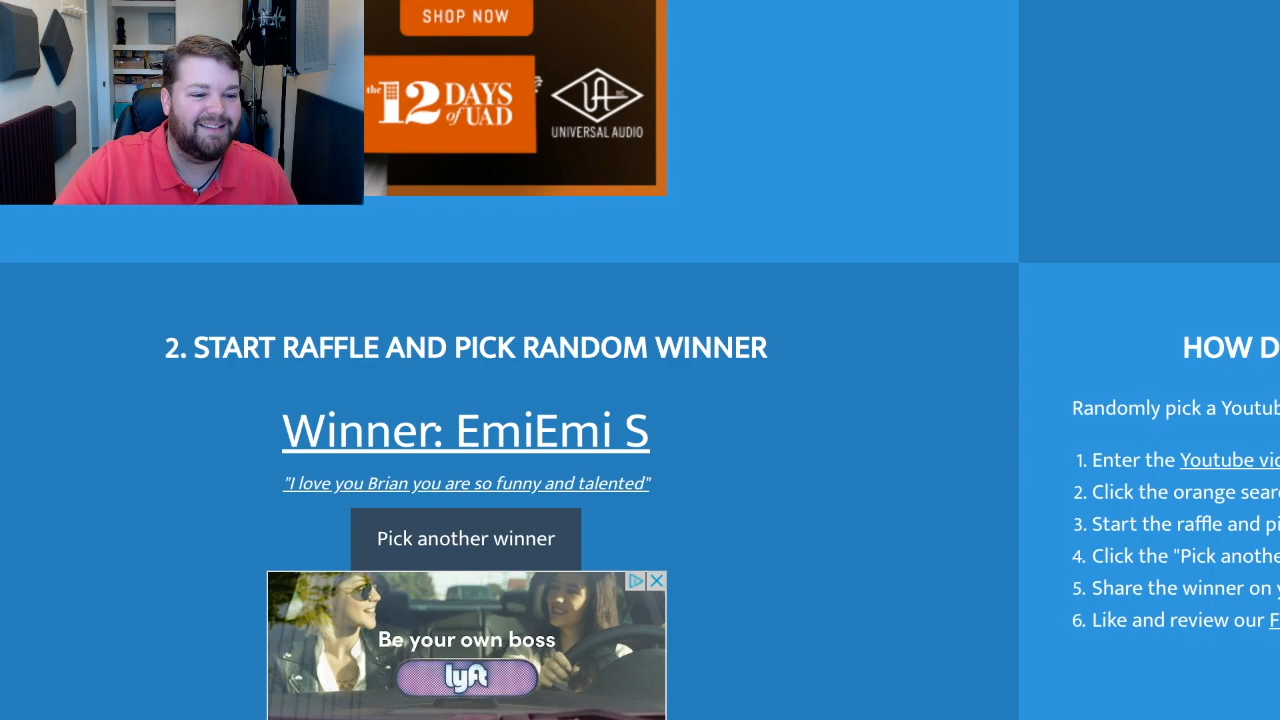 SHOP NOW
the 12 DAYS
of UAD
UA INC
UNIVERSAL AUDIO
2. START RAFFLE AND PICK RANDOM WINNER
HOW D
Winner: EmiEmi S
"I love you Brian you are so funny and talented"
Pick another winner
Be your own boss
lyft
Randomly pick a Youtub
1. Enter the Youtube vid
2. Click the orange sear
3. Start the raffle and pi
4. Click the "Pick anothe
5. Share the winner on y
6. Like and review our F